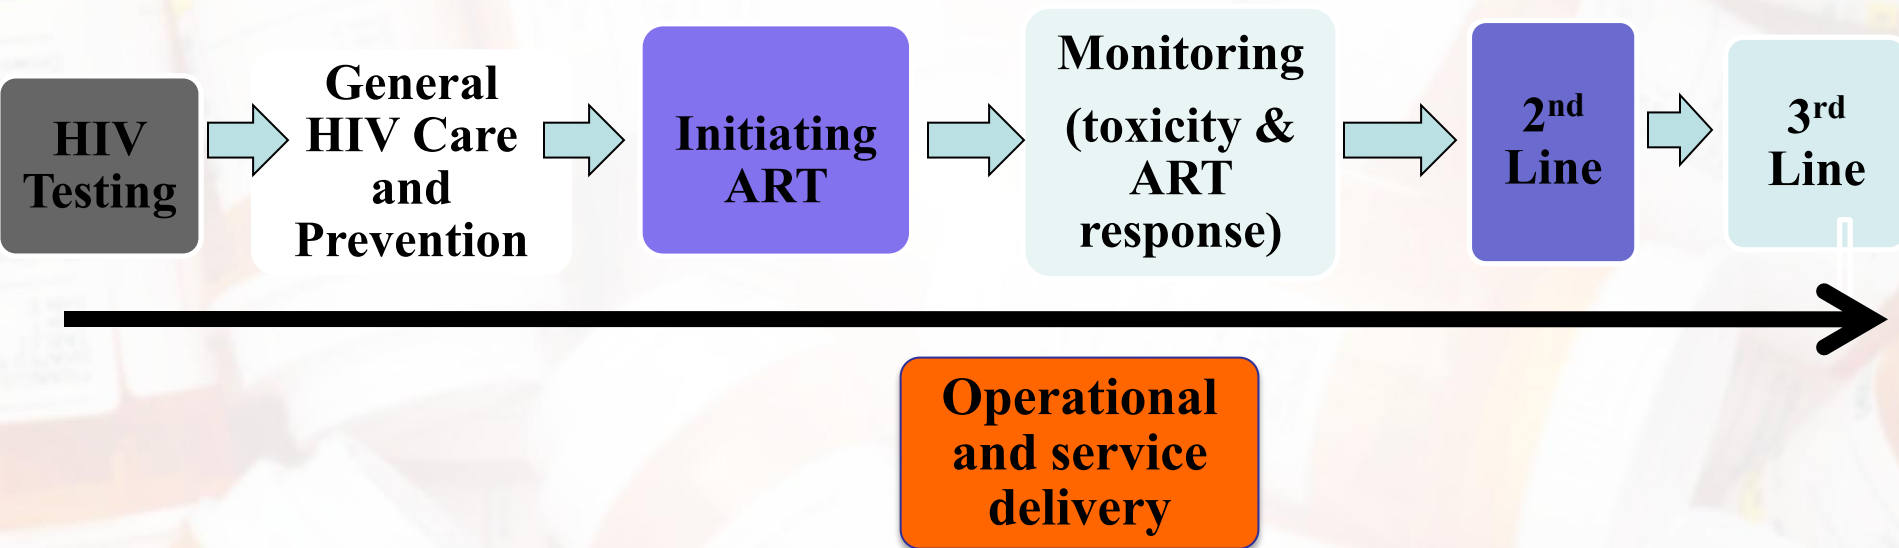 HIV
Testing
General
HIV Care
and
Prevention
Initiating
ART
Monitoring
(toxicity &
ART
response)
2nd
Line
3rd
Line
Operational
and service
delivery